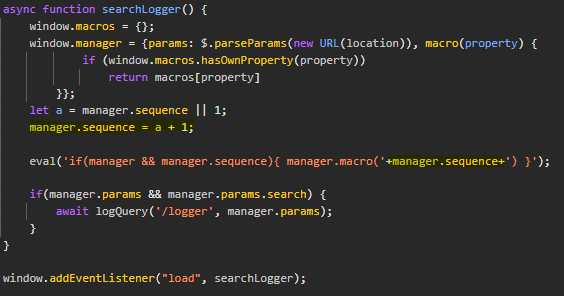 async function searchLogger() {
    window.macros = {};
    window.manager = {params: $.parseParams(new URL(location)), macro(property) {
            if (window.macros.hasOwnProperty(property))
                return macros[property]
        }};
    let a = manager.sequence || 1;
    manager.sequence = a + 1;

    eval('if(manager && manager.sequence){ manager.macro('+manager.sequence+') }');

    if(manager.params && manager.params.search) {
        await logQuery('/logger', manager.params);
    }
}

window.addEventListener("load", searchLogger);